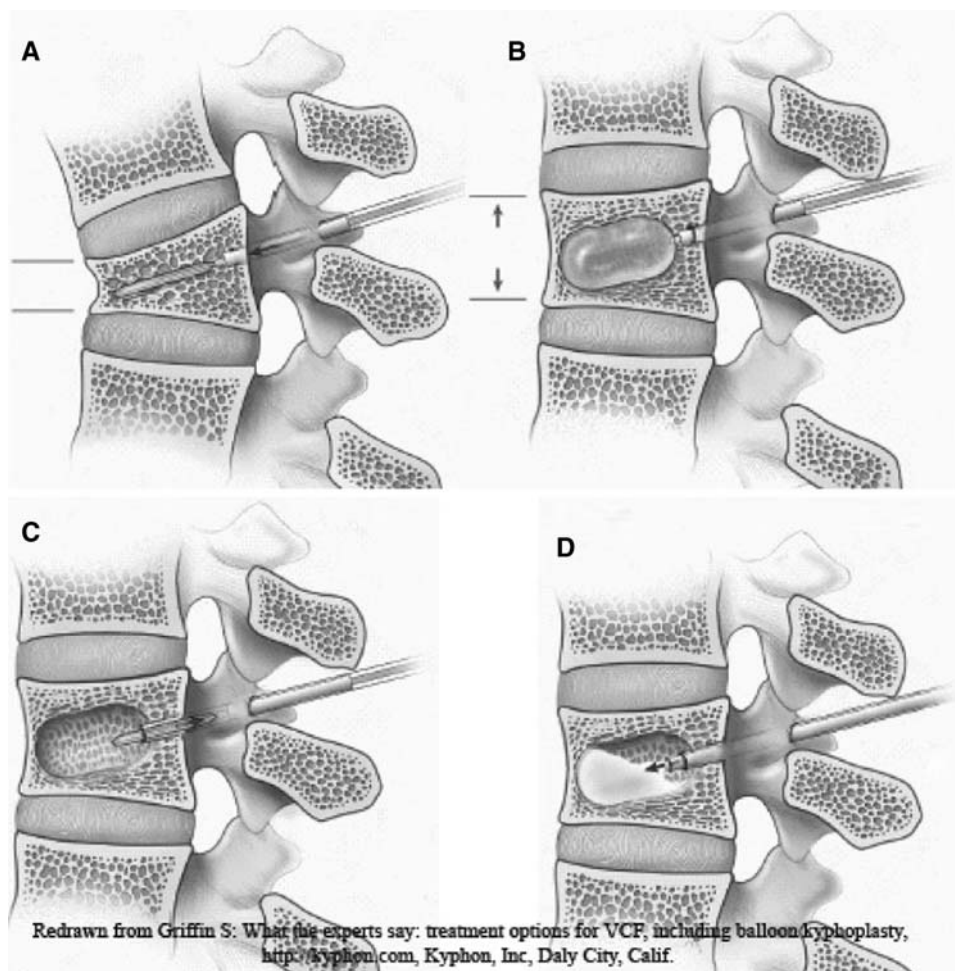 A
B
C
D
Redrawn from Griffin S: What the experts say: treatment options for VCF, including balloon kyphoplasty,
http://kyphon.com, Kyphon, Inc, Daly City, Calif.